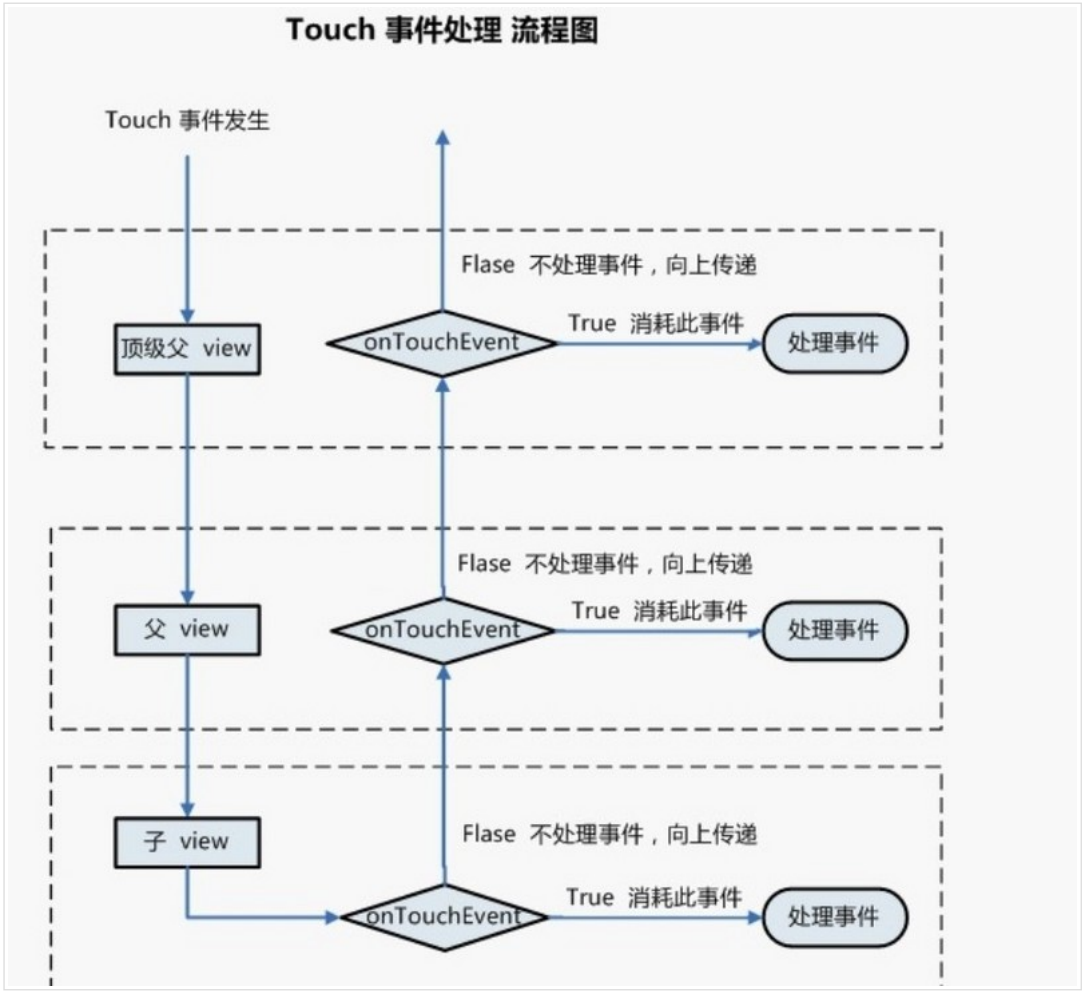 Touch 事件处理 流程图
Touch 事件发生
Flase 不处理事件，向上传递
True 消耗此事件
顶级父 view
onTouchEvent
处理事件
Flase 不处理事件，向上传递
True 消耗此事件
父 view
onTouchEvent
处理事件
Flase 不处理事件，向上传递
子 view
True 消耗此事件
onTouchEvent
处理事件